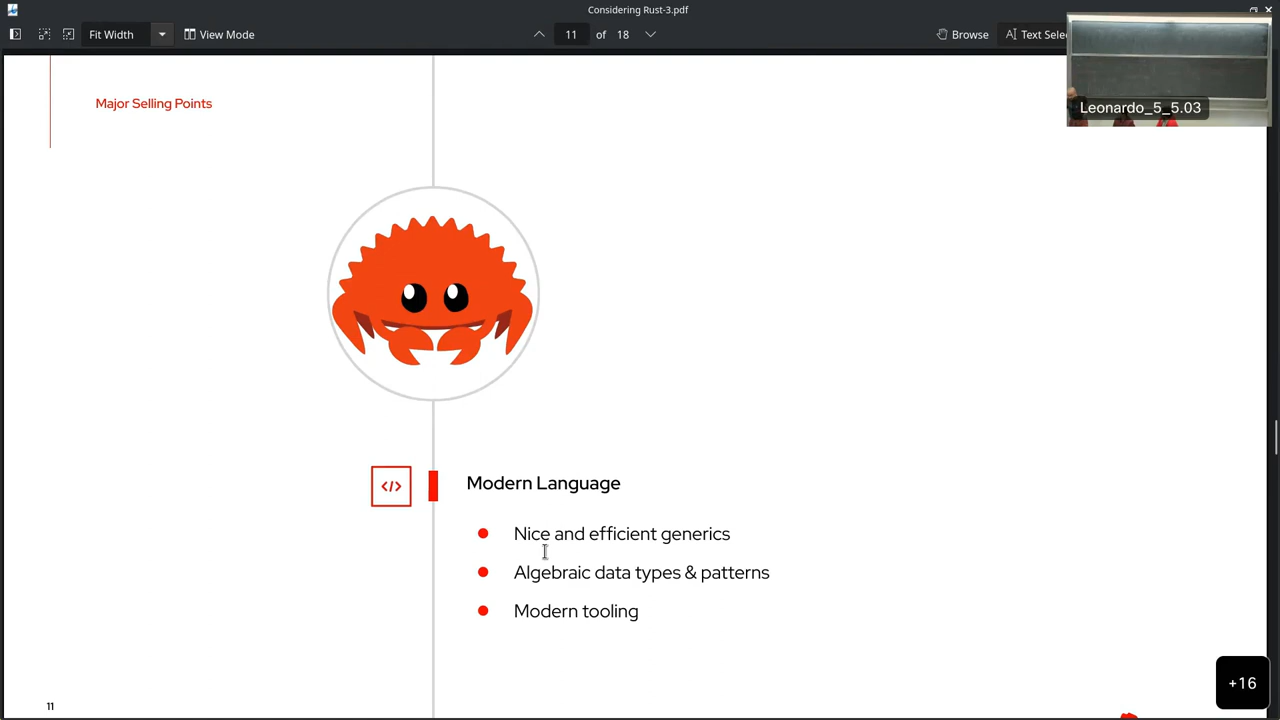 Considering Rust-3.pdf
Fit Width
View Mode
11 of 18
Browse
Text Selec
Leonardo_5_5.03
Major Selling Points
</>
Modern Language
Nice and efficient generics
Algebraic data types & patterns
Modern tooling
+16
11